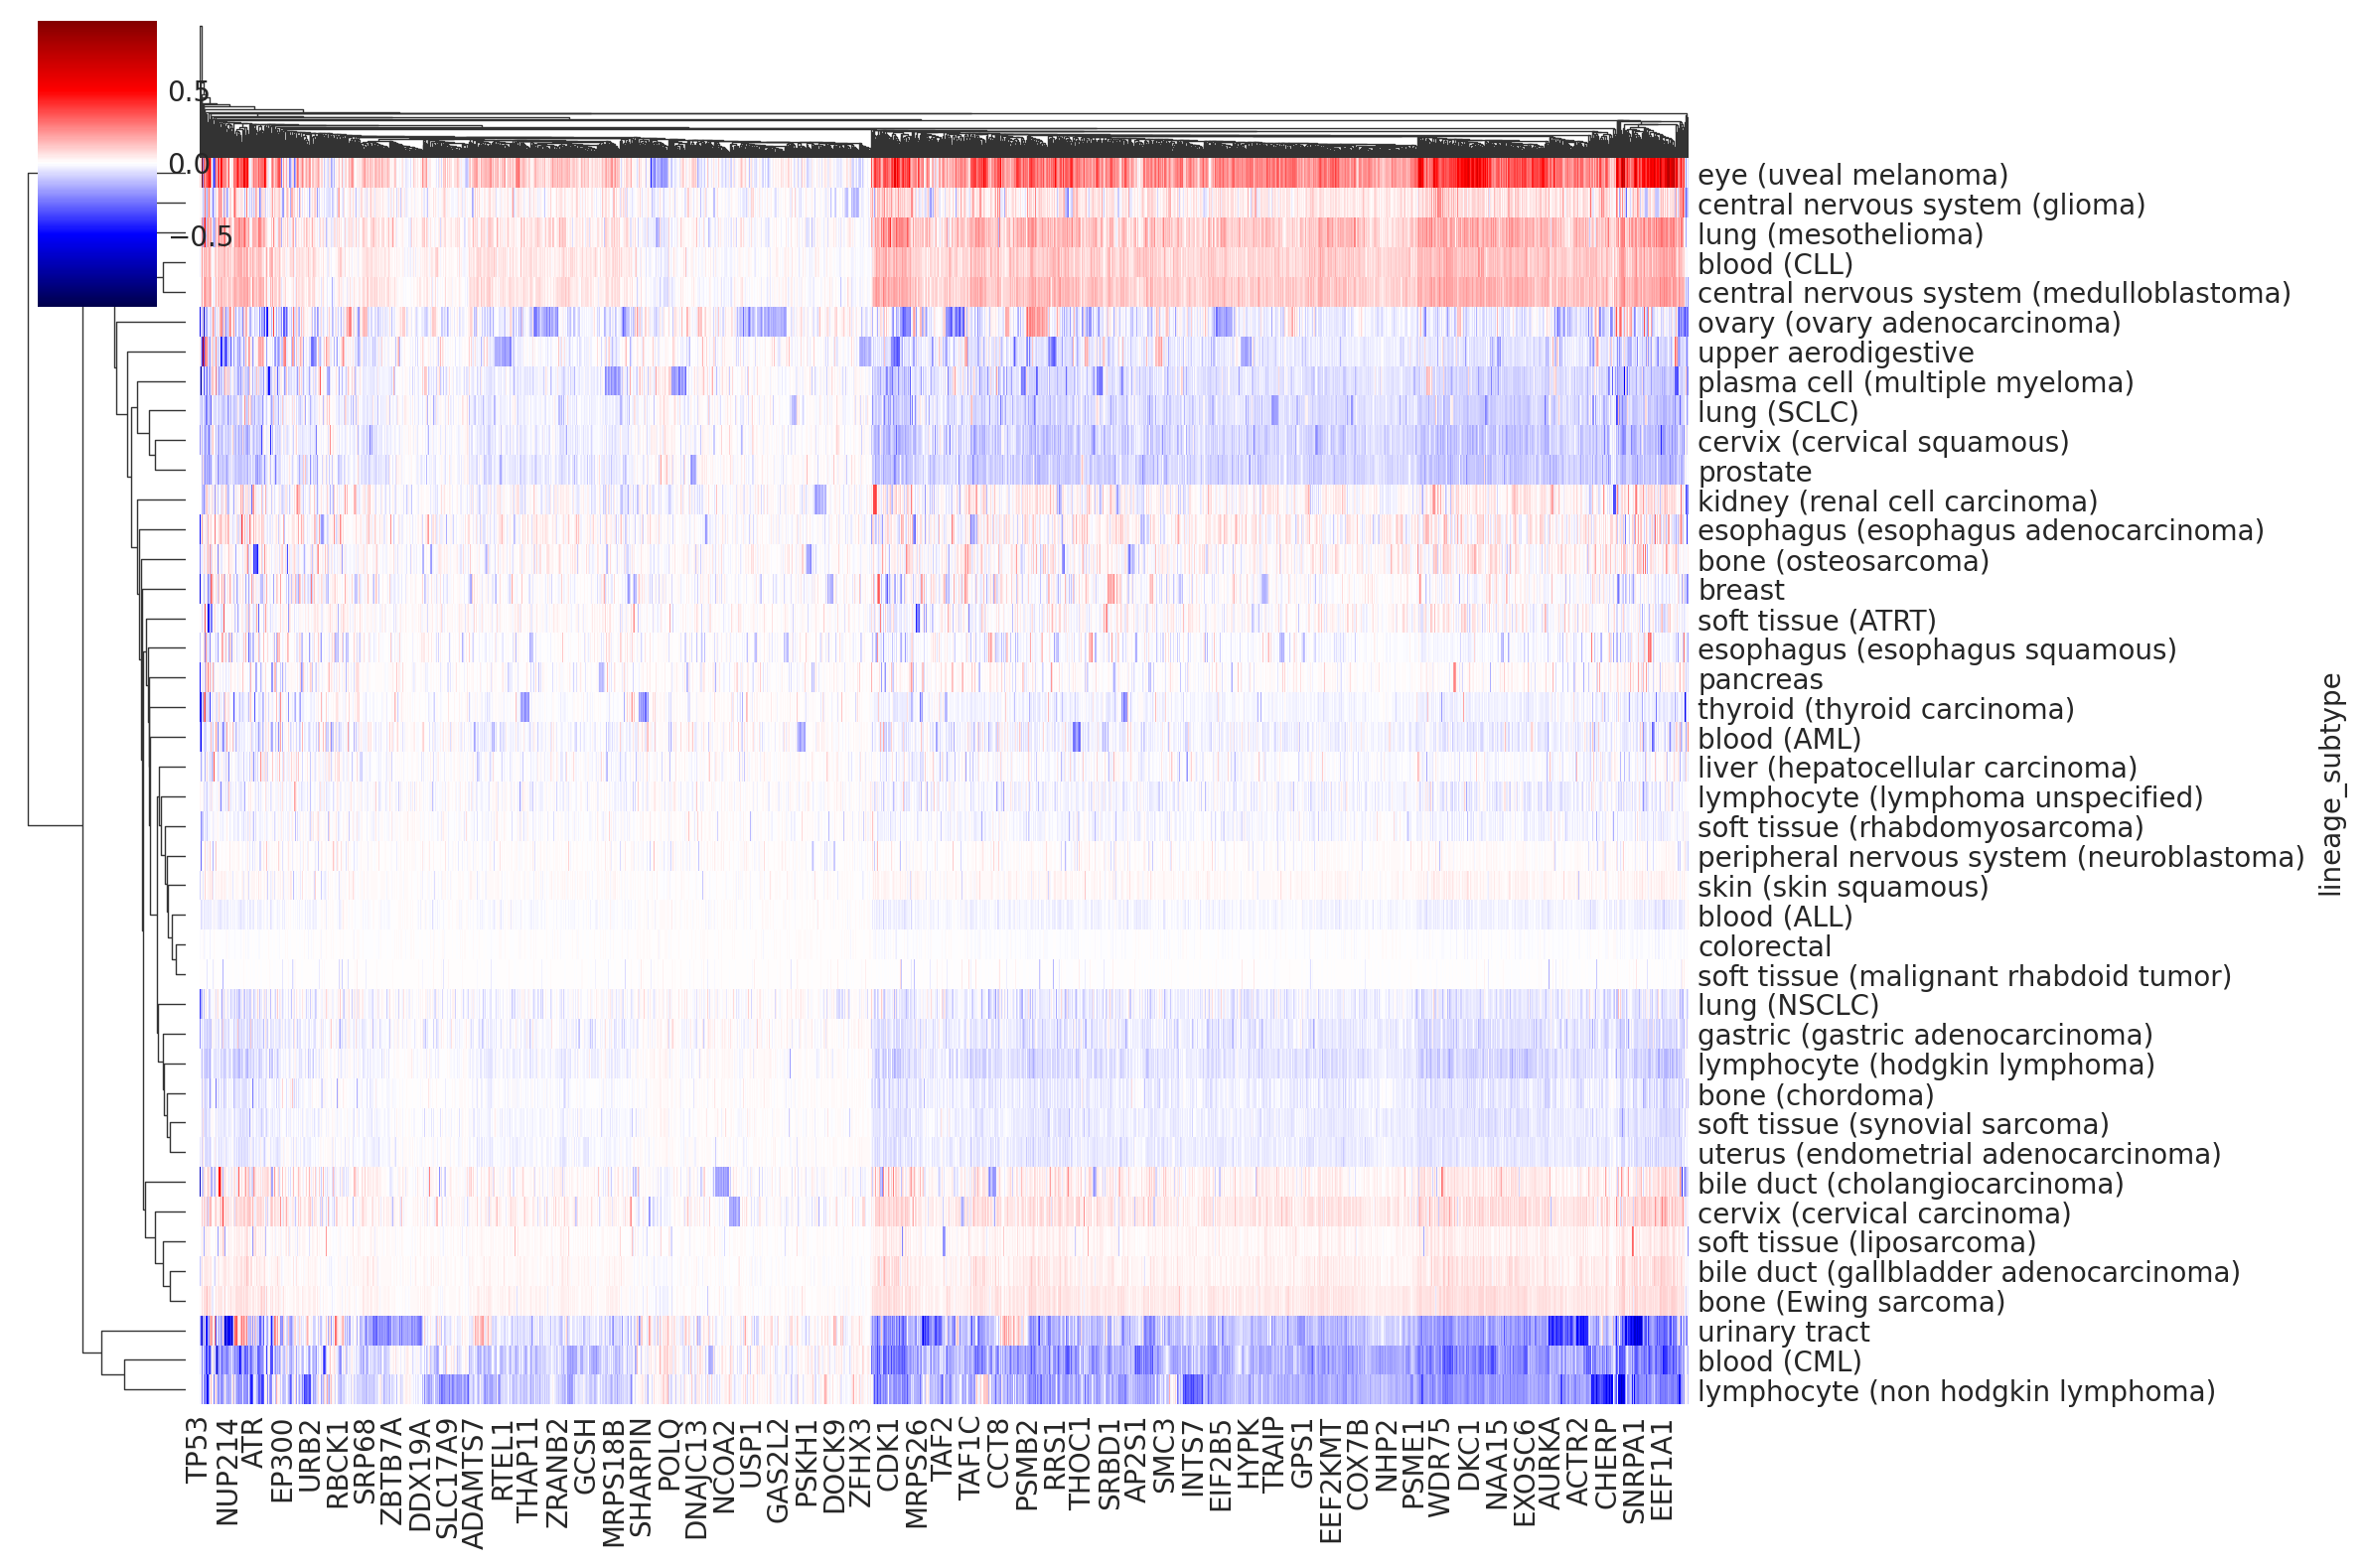 0.5
0.0
−0.5
eye (uveal melanoma)
central nervous system (glioma)
lung (mesothelioma)
blood (CLL)
central nervous system (medulloblastoma)
ovary (ovary adenocarcinoma)
upper aerodigestive
plasma cell (multiple myeloma)
lung (SCLC)
cervix (cervical squamous)
prostate
kidney (renal cell carcinoma)
esophagus (esophagus adenocarcinoma)
bone (osteosarcoma)
breast
soft tissue (ATRT)
esophagus (esophagus squamous)
pancreas
thyroid (thyroid carcinoma)
blood (AML)
liver (hepatocellular carcinoma)
lymphocyte (lymphoma unspecified)
soft tissue (rhabdomyosarcoma)
peripheral nervous system (neuroblastoma)
skin (skin squamous)
blood (ALL)
colorectal
soft tissue (malignant rhabdoid tumor)
lung (NSCLC)
gastric (gastric adenocarcinoma)
lymphocyte (hodgkin lymphoma)
bone (chordoma)
soft tissue (synovial sarcoma)
uterus (endometrial adenocarcinoma)
bile duct (cholangiocarcinoma)
cervix (cervical carcinoma)
soft tissue (liposarcoma)
bile duct (gallbladder adenocarcinoma)
bone (Ewing sarcoma)
urinary tract
blood (CML)
lymphocyte (non hodgkin lymphoma)
lineage_subtype
TP53
NUP214
ATR
EP300
URB2
RBCK1
SRP68
ZBTB7A
DDX19A
SLC17A9
ADAMTS7
RTEL1
THAP11
ZRANB2
GCSH
MRPS18B
SHARPIN
POLQ
DNAJC13
NCOA2
USP1
GAS2L2
PSKH1
DOCK9
ZFHX3
CDK1
MRPS26
TAF2
TAF1C
CCT8
PSMB2
RRS1
THOC1
SRBD1
AP2S1
SMC3
INTS7
EIF2B5
HYPK
TRAIP
GPS1
EEF2KMT
COX7B
NHP2
PSME1
WDR75
DKC1
NAA15
EXOSC6
AURKA
ACTR2
CHERP
SNRPA1
EEF1A1